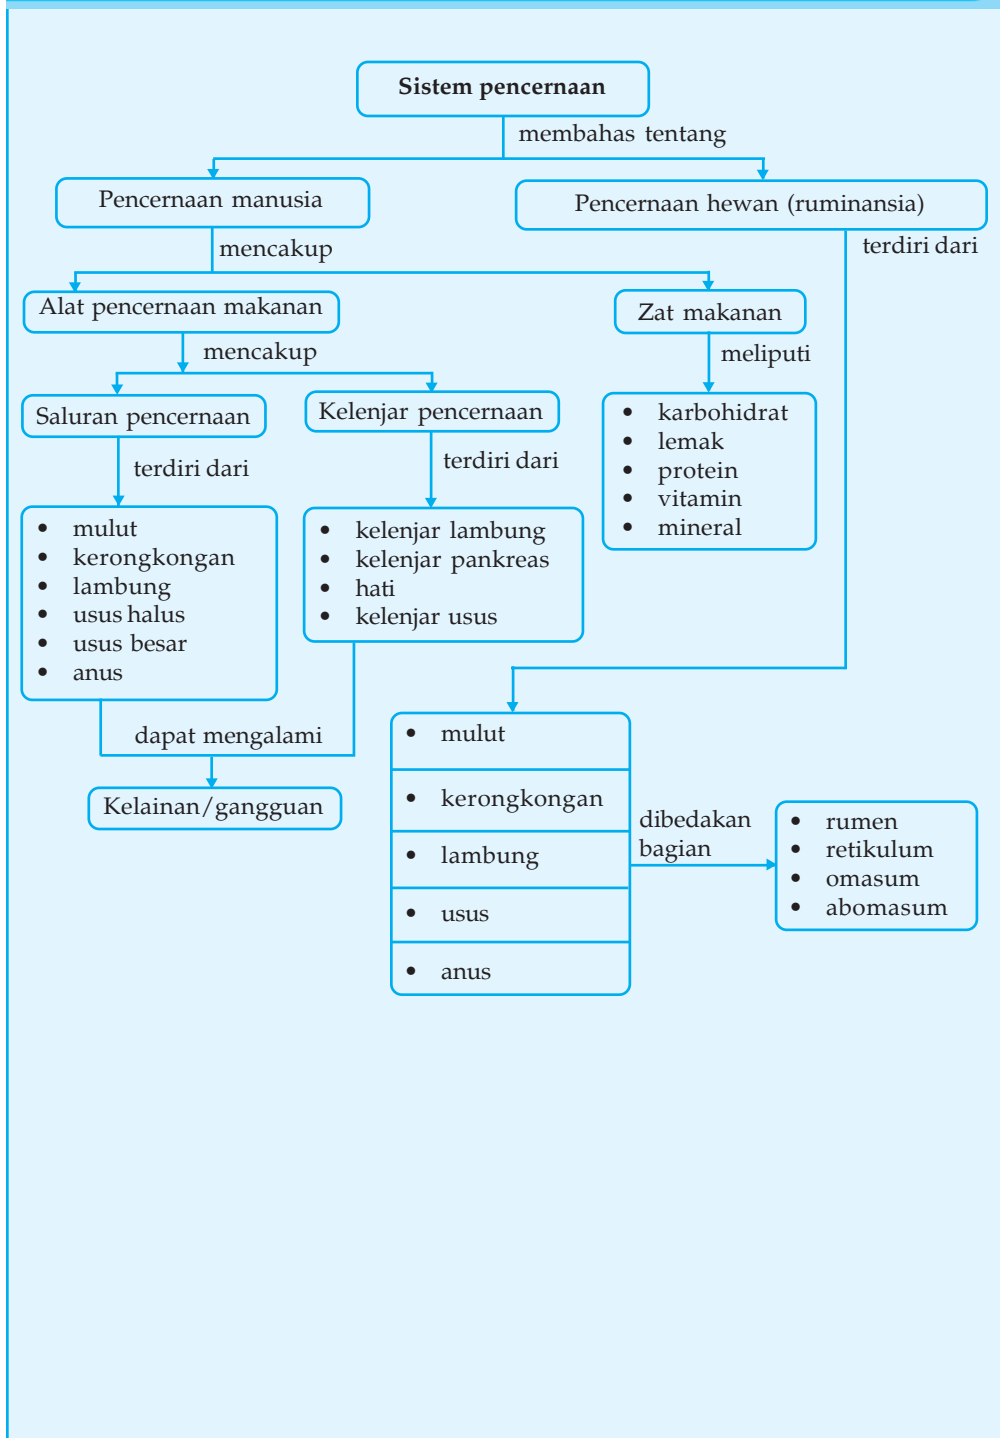 Sistem pencernaan
membahas tentang
Pencernaan manusia
Pencernaan hewan (ruminansia)
mencakup
terdiri dari
Alat pencernaan makanan
Zat makanan
mencakup
meliputi
Saluran pencernaan
Kelenjar pencernaan
terdiri dari
terdiri dari
• karbohidrat
• lemak
• protein
• vitamin
• mineral
• mulut
• kerongkongan
• lambung
• usus halus
• usus besar
• anus
• kelenjar lambung
• kelenjar pankreas
• hati
• kelenjar usus
dapat mengalami
Kelainan/gangguan
• mulut
• kerongkongan
• lambung
• usus
• anus
dibedakan
bagian
• rumen
• retikulum
• omasum
• abomasum